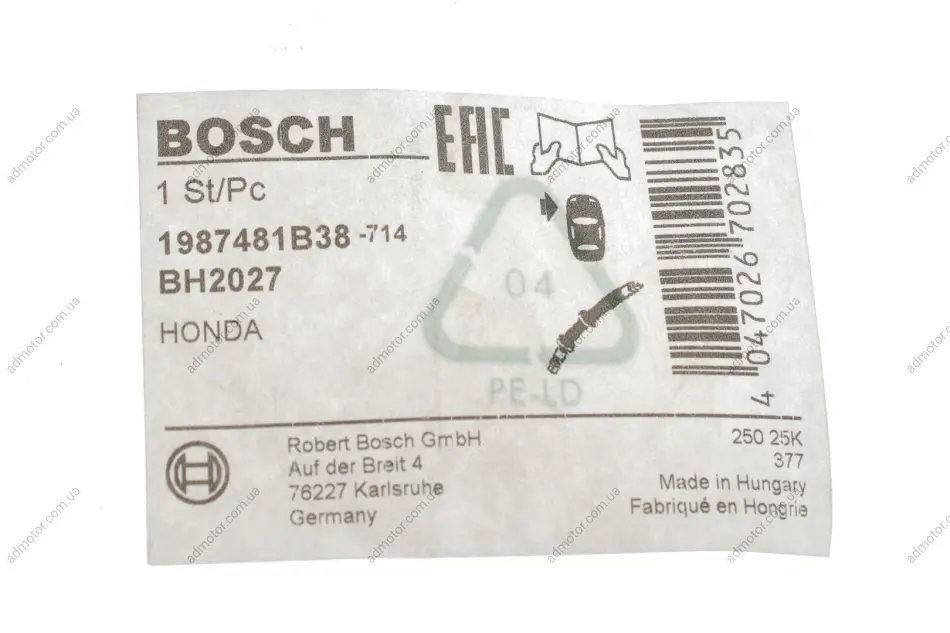 BOSCH
EAC
1 St/Pc
1987481B38 -714
BH2027
HONDA
04
PE-LD
4 047026 702835
Robert Bosch GmbH
Auf der Breit 4
76227 Karlsruhe
Germany
250 25K
377
Made in Hungary
Fabriqué en Hongrie
admotor.com.ua